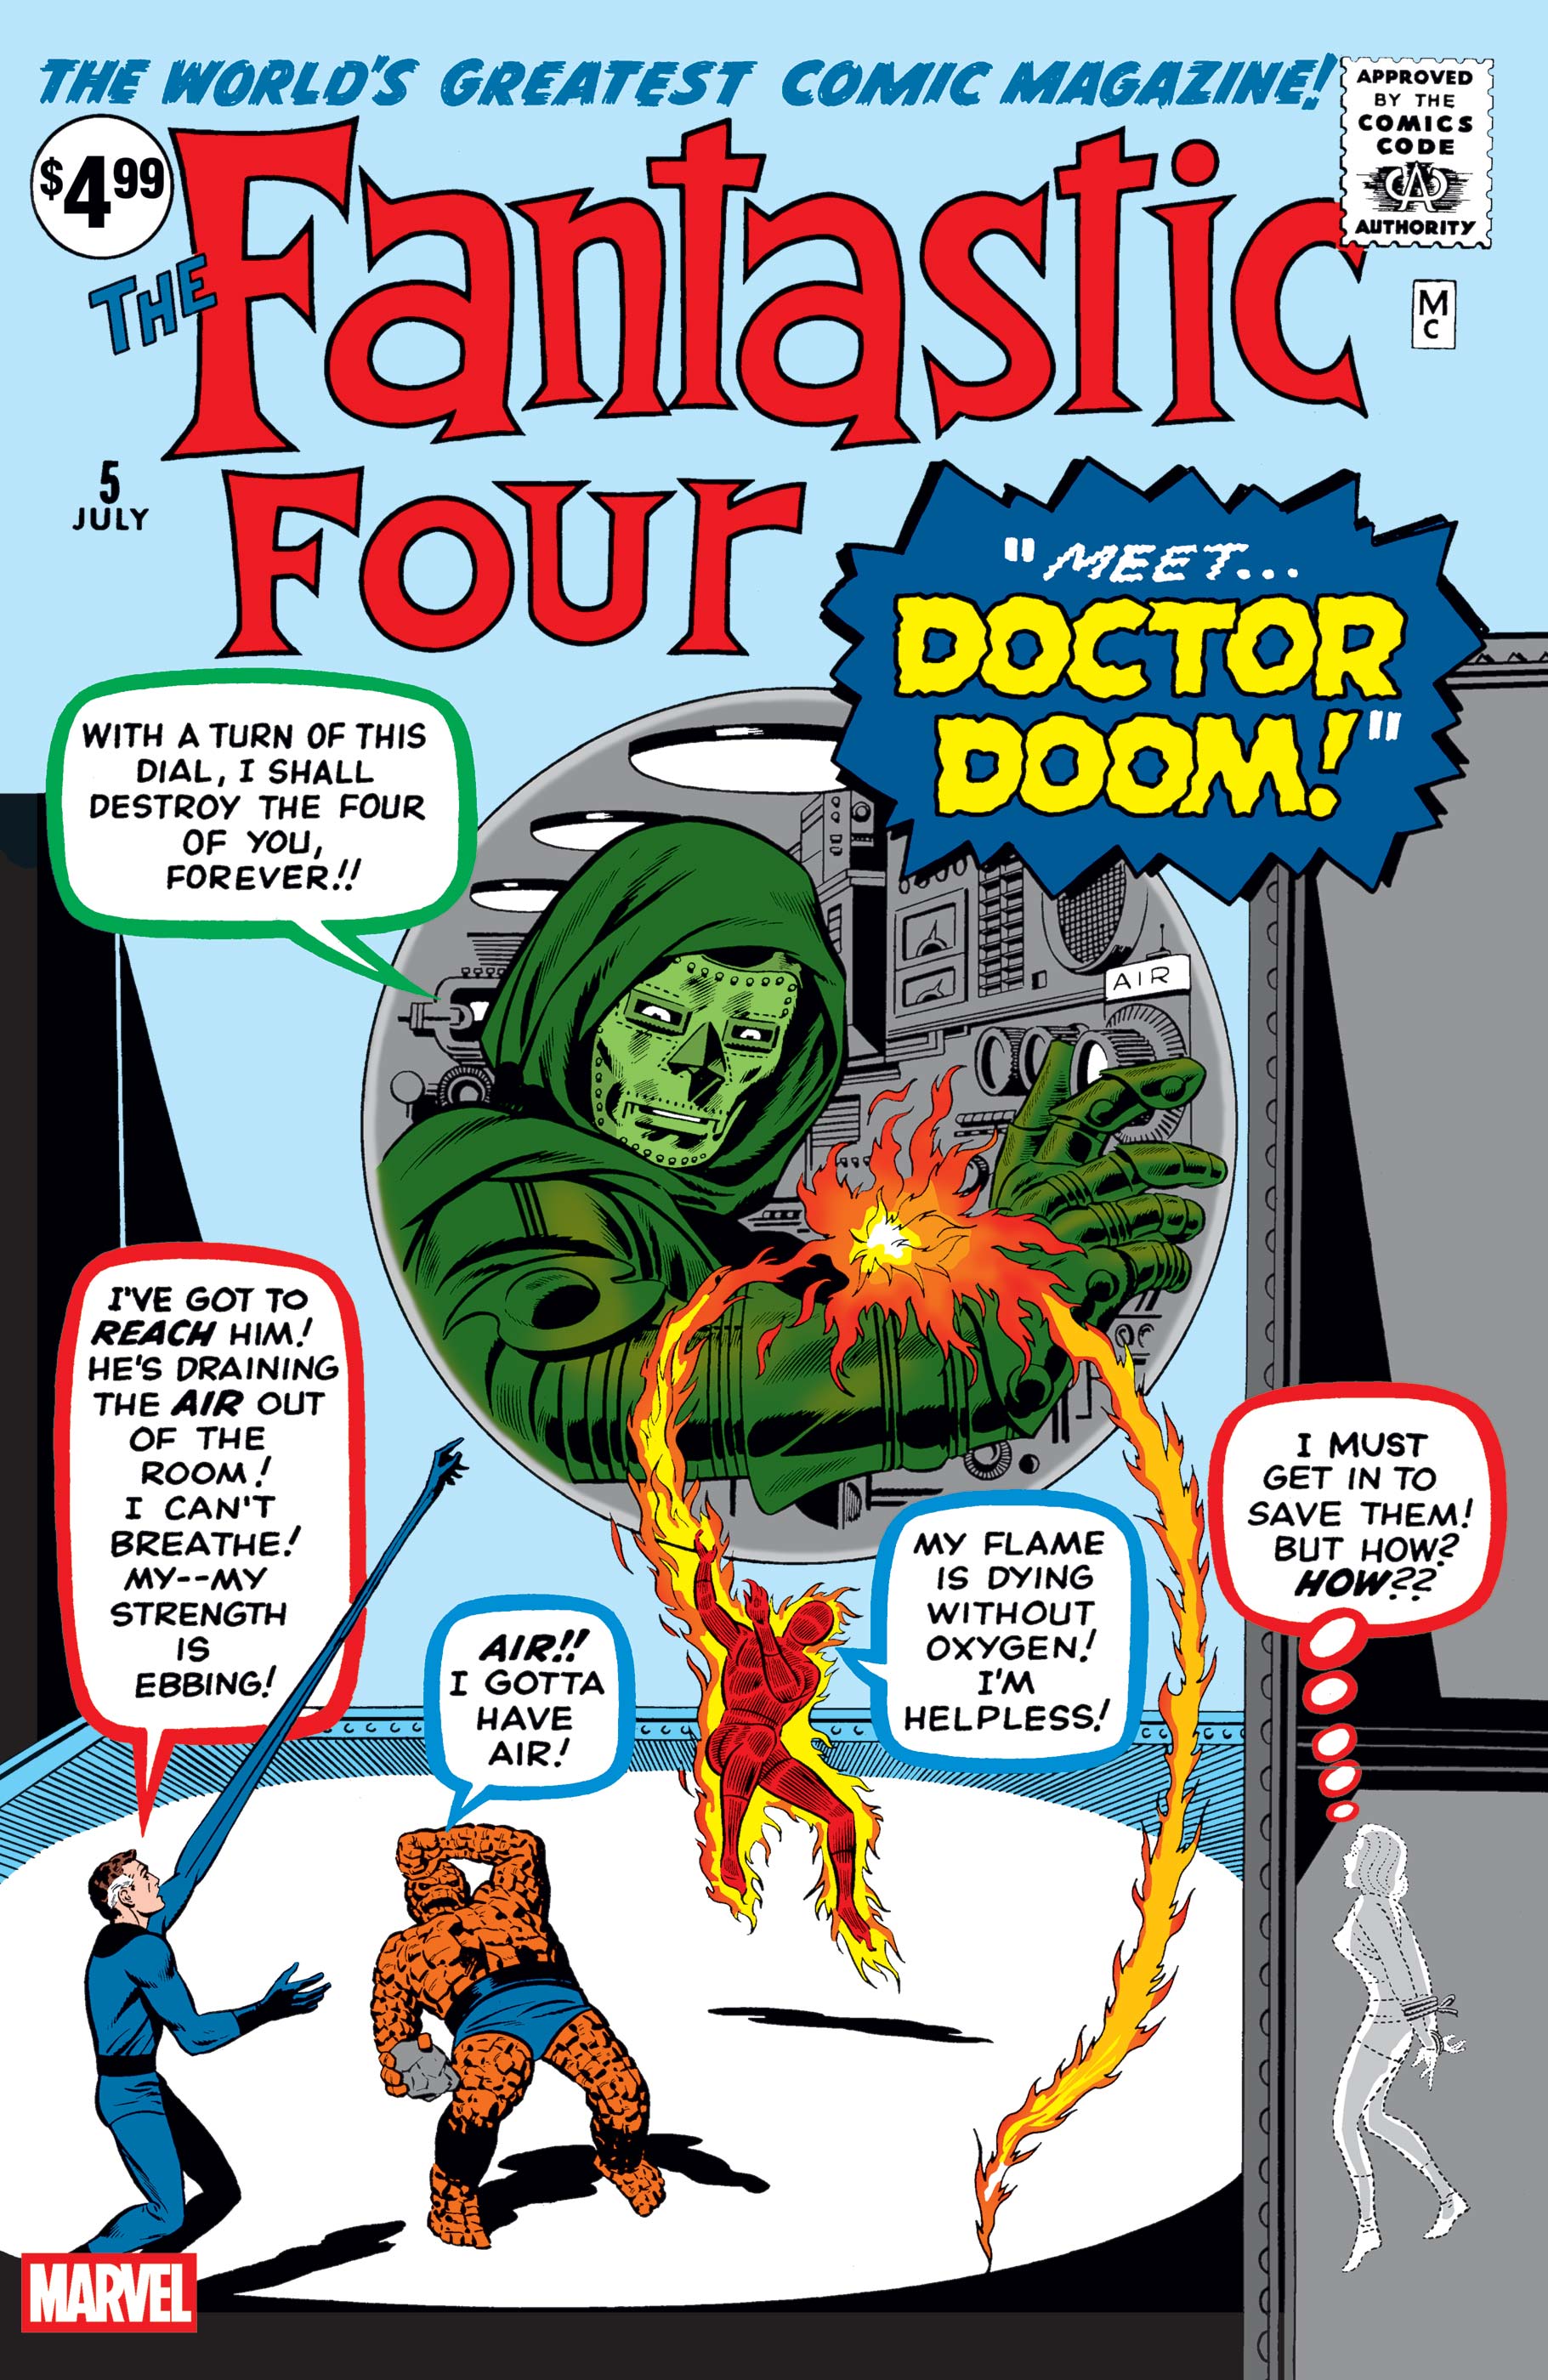 THE WORLD'S GREATEST COMIC MAGAZINE!
$4.99
APPROVED
BY THE
COMICS
CODE
CA
AUTHORITY
THE
Fantastic
Four
M
C
5
JULY
"MEET...
DOCTOR
DOOM!"
WITH A TURN OF THIS
DIAL, I SHALL
DESTROY THE FOUR
OF YOU,
FOREVER!!
AIR
I'VE GOT TO
REACH HIM!
HE'S DRAINING
THE AIR OUT
OF THE
ROOM!
I CAN'T
BREATHE!
MY--MY
STRENGTH
IS
EBBING!
AIR!!
I GOTTA
HAVE
AIR!
MY FLAME
IS DYING
WITHOUT
OXYGEN!
I'M
HELPLESS!
I MUST
GET IN TO
SAVE THEM!
BUT HOW?
HOW??
MARVEL